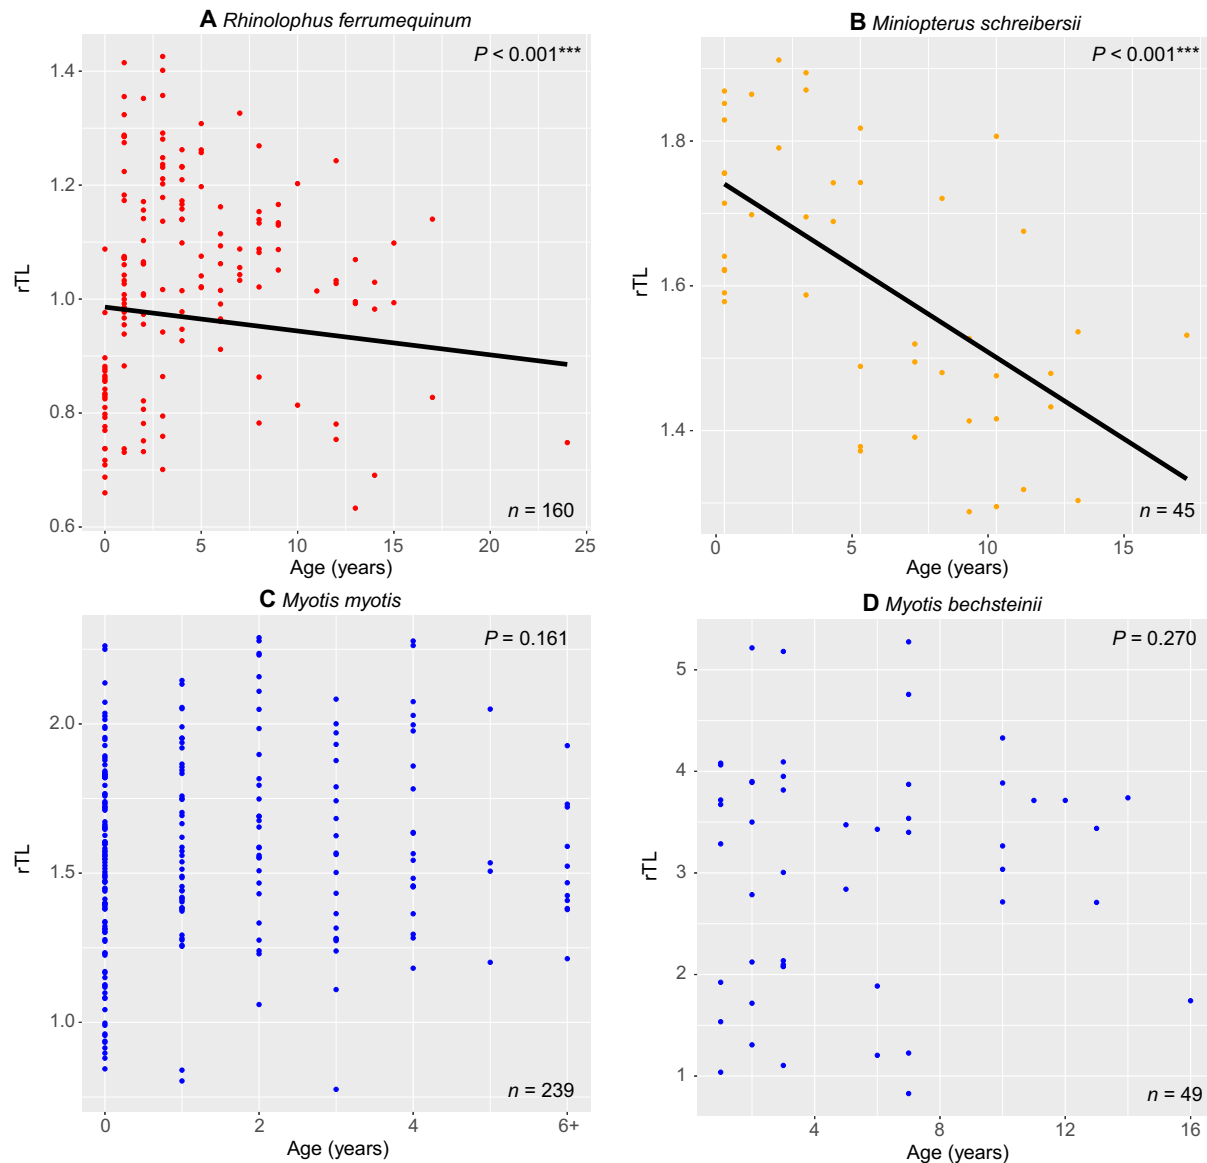 A Rhinolophus ferrumequinum
P < 0.001***
rTL
1.4
1.2
1.0
0.8
0.6
n = 160
0 5 10 15 20 25
Age (years)
B Miniopterus schreibersii
P < 0.001***
rTL
1.8
1.6
1.4
n = 45
0 5 10 15
Age (years)
C Myotis myotis
P = 0.161
rTL
2.0
1.5
1.0
n = 239
0 2 4 6+
Age (years)
D Myotis bechsteinii
P = 0.270
rTL
5
4
3
2
1
n = 49
4 8 12 16
Age (years)